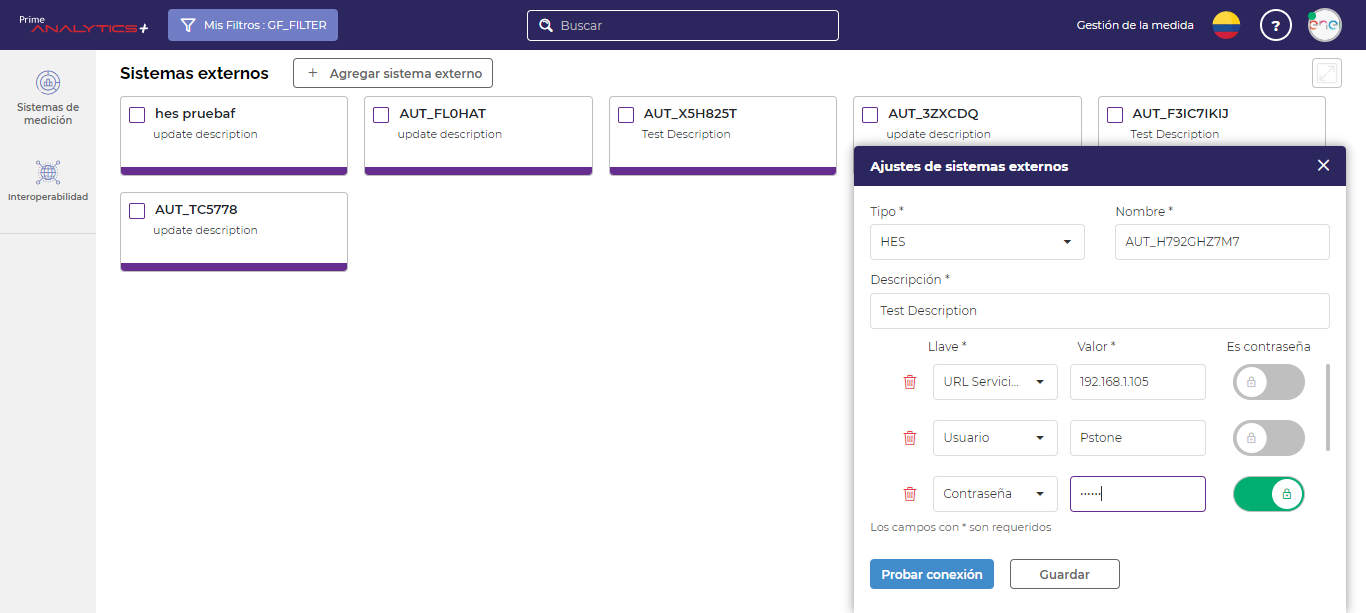 Prime
ANALYTICS+
Mis Filtros : GF_FILTER
Buscar
Gestión de la medida
?
ene
Sistemas de
medición
Interoperabilidad
Sistemas externos
+ Agregar sistema externo
hes pruebaf
update description
AUT_FL0HAT
update description
AUT_X5H825T
Test Description
AUT_3ZXCDQ
update description
AUT_F3IC7IKIJ
Test Description
AUT_TC5778
update description
Ajustes de sistemas externos
Tipo *
Nombre *
HES
AUT_H792GHZ7M7
Descripción *
Test Description
Llave *
Valor *
Es contraseña
URL Servici...
192.168.1.105
Usuario
Pstone
Contraseña
······
Los campos con * son requeridos
Probar conexión
Guardar